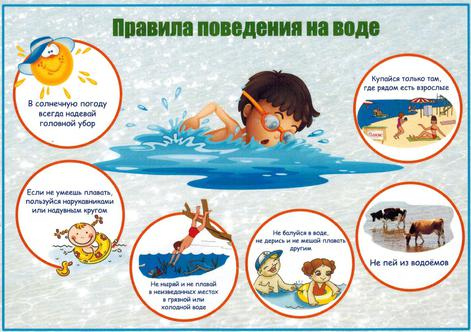 Правила поведения на воде
В солнечную погоду
всегда надевай
головной убор
Купайся только там,
где рядом есть взрослые
Если не умеешь плавать,
пользуйся нарукавниками
или надувным кругом
Не ныряй и не плавай
в неизведанных местах
в грязной или
холодной воде
Не балуйся в воде,
не дерись и не мешай плавать
другим
Не пей из водоёмов